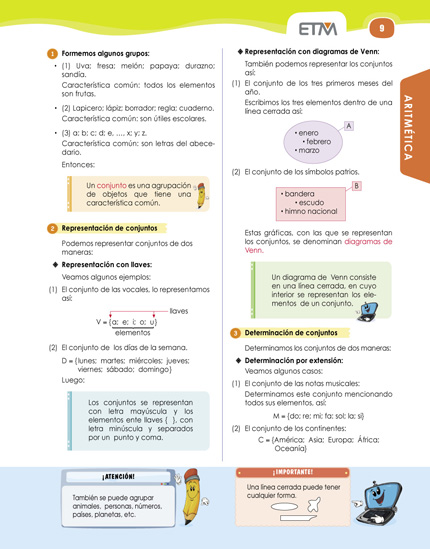 ETM
9
ARITMÉTICA
1 Formemos algunos grupos:
• (1) Uva; fresa; melón; papaya; durazno;
sandía.
Característica común: todos los elementos
son frutas.
• (2) Lapicero; lápiz; borrador; regla; cuaderno.
Característica común: son útiles escolares.
• (3) a; b; c; d; e, ..., x; y; z.
Característica común: son letras del abece-
dario.
Entonces:
Un conjunto es una agrupación
de objetos que tiene una
característica común.
2 Representación de conjuntos
Podemos representar conjuntos de dos
maneras:
Representación con llaves:
Veamos algunos ejemplos:
(1) El conjunto de las vocales, lo representamos
así:
llaves
V = {a; e; i; o; u}
elementos
(2) El conjunto de los días de la semana.
D = {lunes; martes; miércoles; jueves;
viernes; sábado; domingo}
Luego:
Los conjuntos se representan
con letra mayúscula y los
elementos ente llaves { }, con
letra minúscula y separados
por un punto y coma.
¡ATENCIÓN!
También se puede agrupar
animales, personas, números,
países, planetas, etc.
Representación con diagramas de Venn:
También podemos representar los conjuntos
así:
(1) El conjunto de los tres primeros meses del
año.
Escribimos los tres elementos dentro de una
línea cerrada así:
A
• enero
• febrero
• marzo
(2) El conjunto de los símbolos patrios.
B
• bandera
• escudo
• himno nacional
Estas gráficas, con las que se representan
los conjuntos, se denominan diagramas de
Venn.
Un diagrama de Venn consiste
en una línea cerrada, en cuyo
interior se representan los ele-
mentos de un conjunto.
3 Determinación de conjuntos
Determinamos los conjuntos de dos maneras:
Determinación por extensión:
Veamos algunos casos:
(1) El conjunto de las notas musicales:
Determinamos este conjunto mencionando
todos sus elementos, así:
M = {do; re; mi; fa; sol; la; si}
(2) El conjunto de los continentes:
C = {América; Asia; Europa; África;
Oceanía}
¡IMPORTANTE!
Una línea cerrada puede tener
cualquier forma.